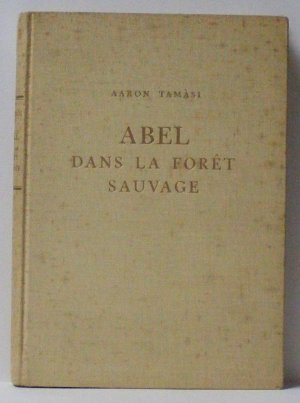 AARON TAMASI
ABEL
DANS LA FORÊT
SAUVAGE